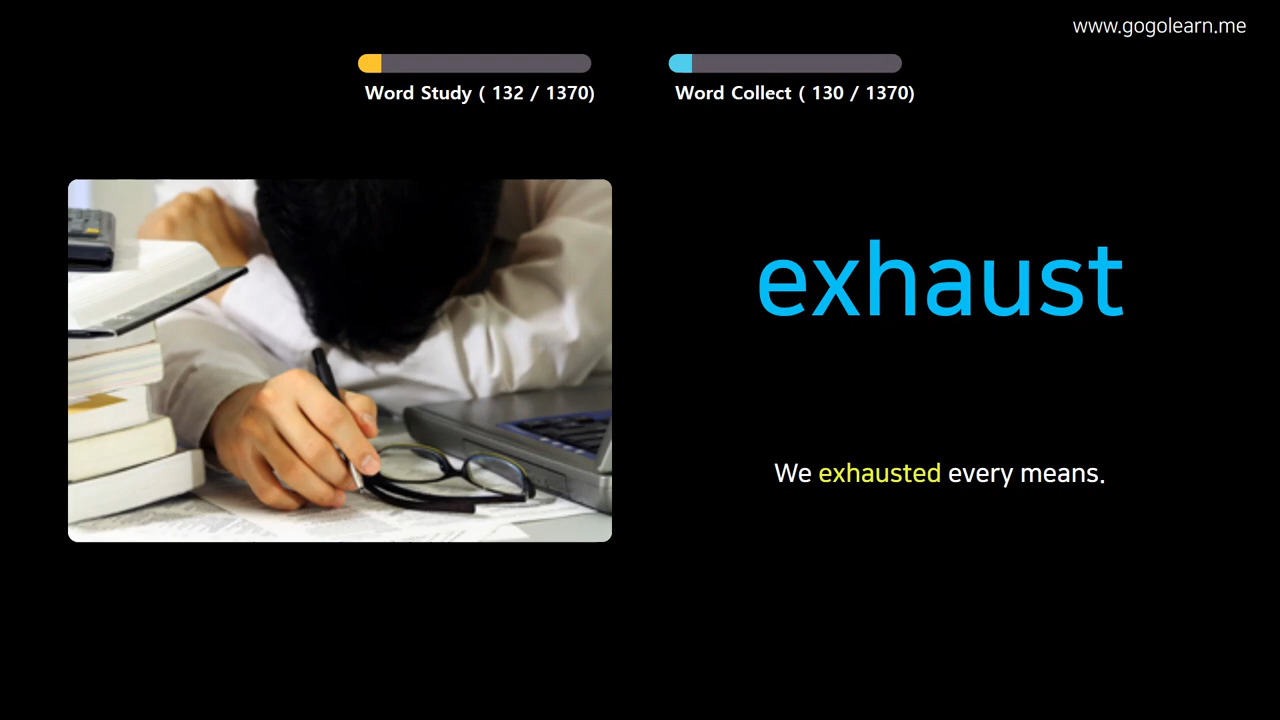 www.gogolearn.me
Word Study ( 132 / 1370)
Word Collect ( 130 / 1370)
exhaust
We exhausted every means.